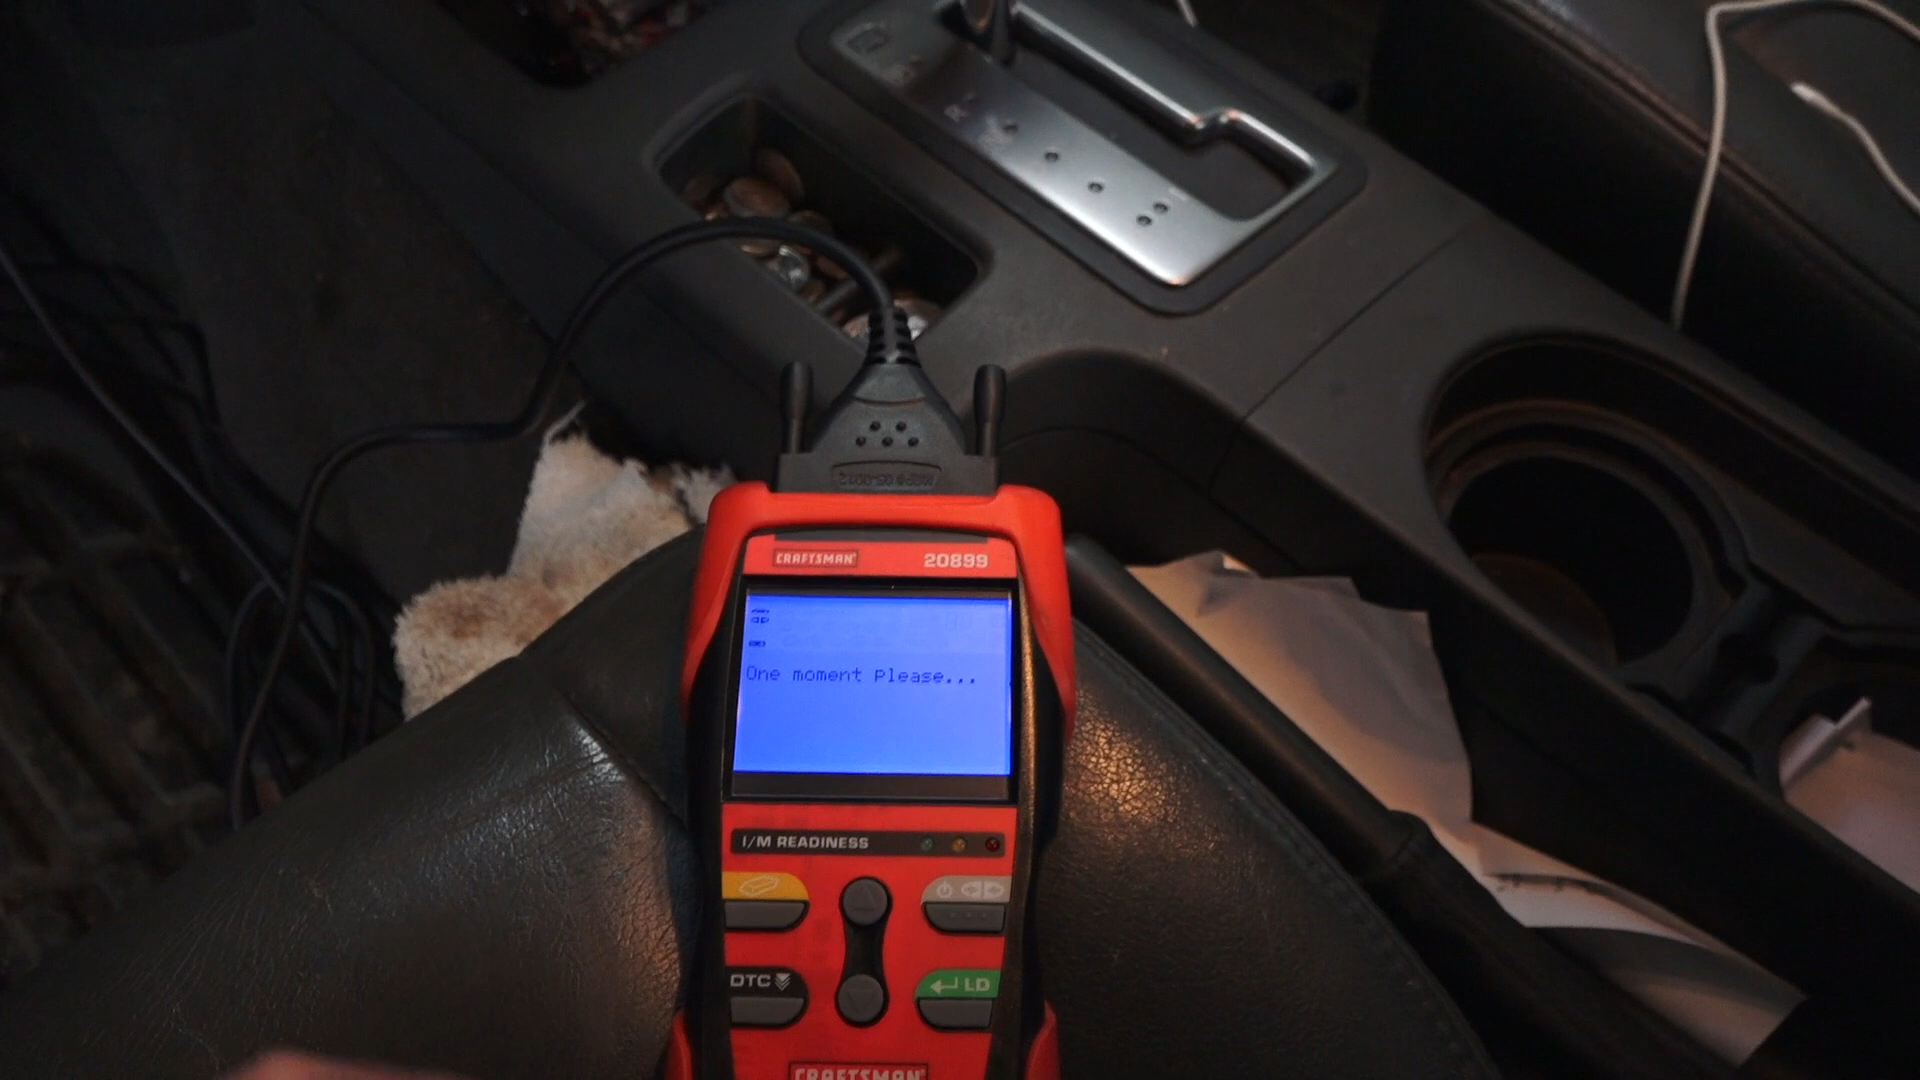 CRAFTSMAN
20899
One moment Please...
I/M READINESS
DTC
LD
CRAFTSMAN